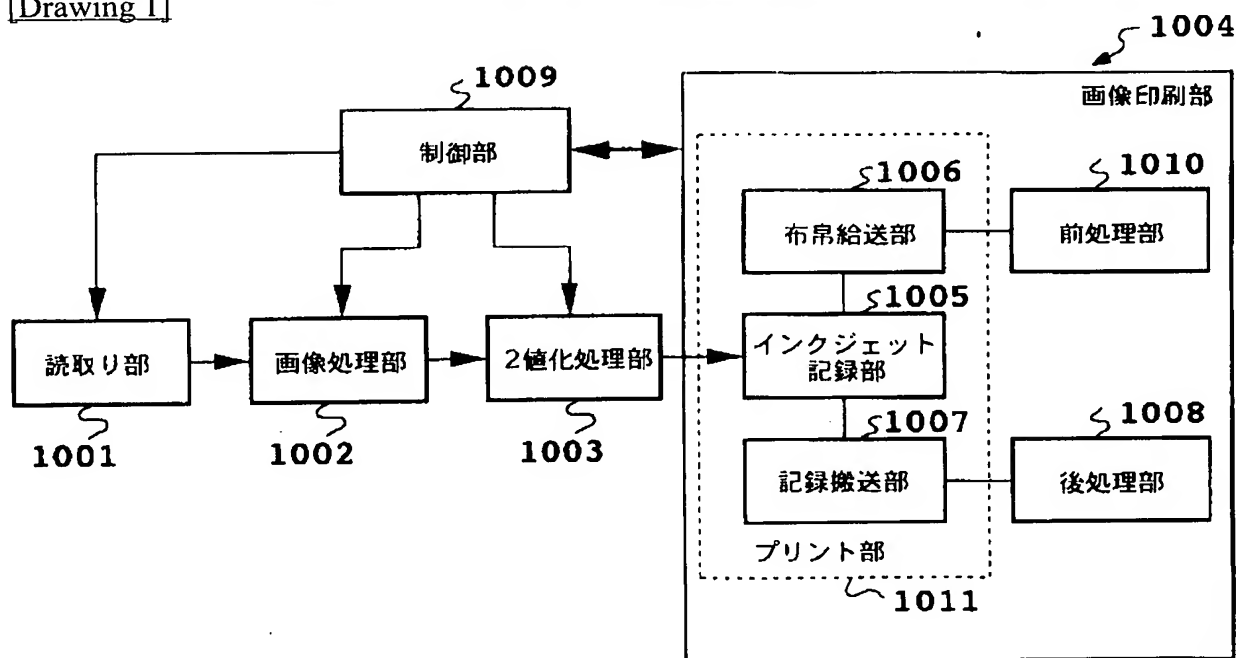 [Drawing 1]
1004
1009
画像印刷部
制御部
1006
1010
布帛給送部
前処理部
1005
読取り部
画像処理部
2値化処理部
インクジェット
記録部
1001
1002
1003
1007
1008
記録搬送部
後処理部
プリント部
1011